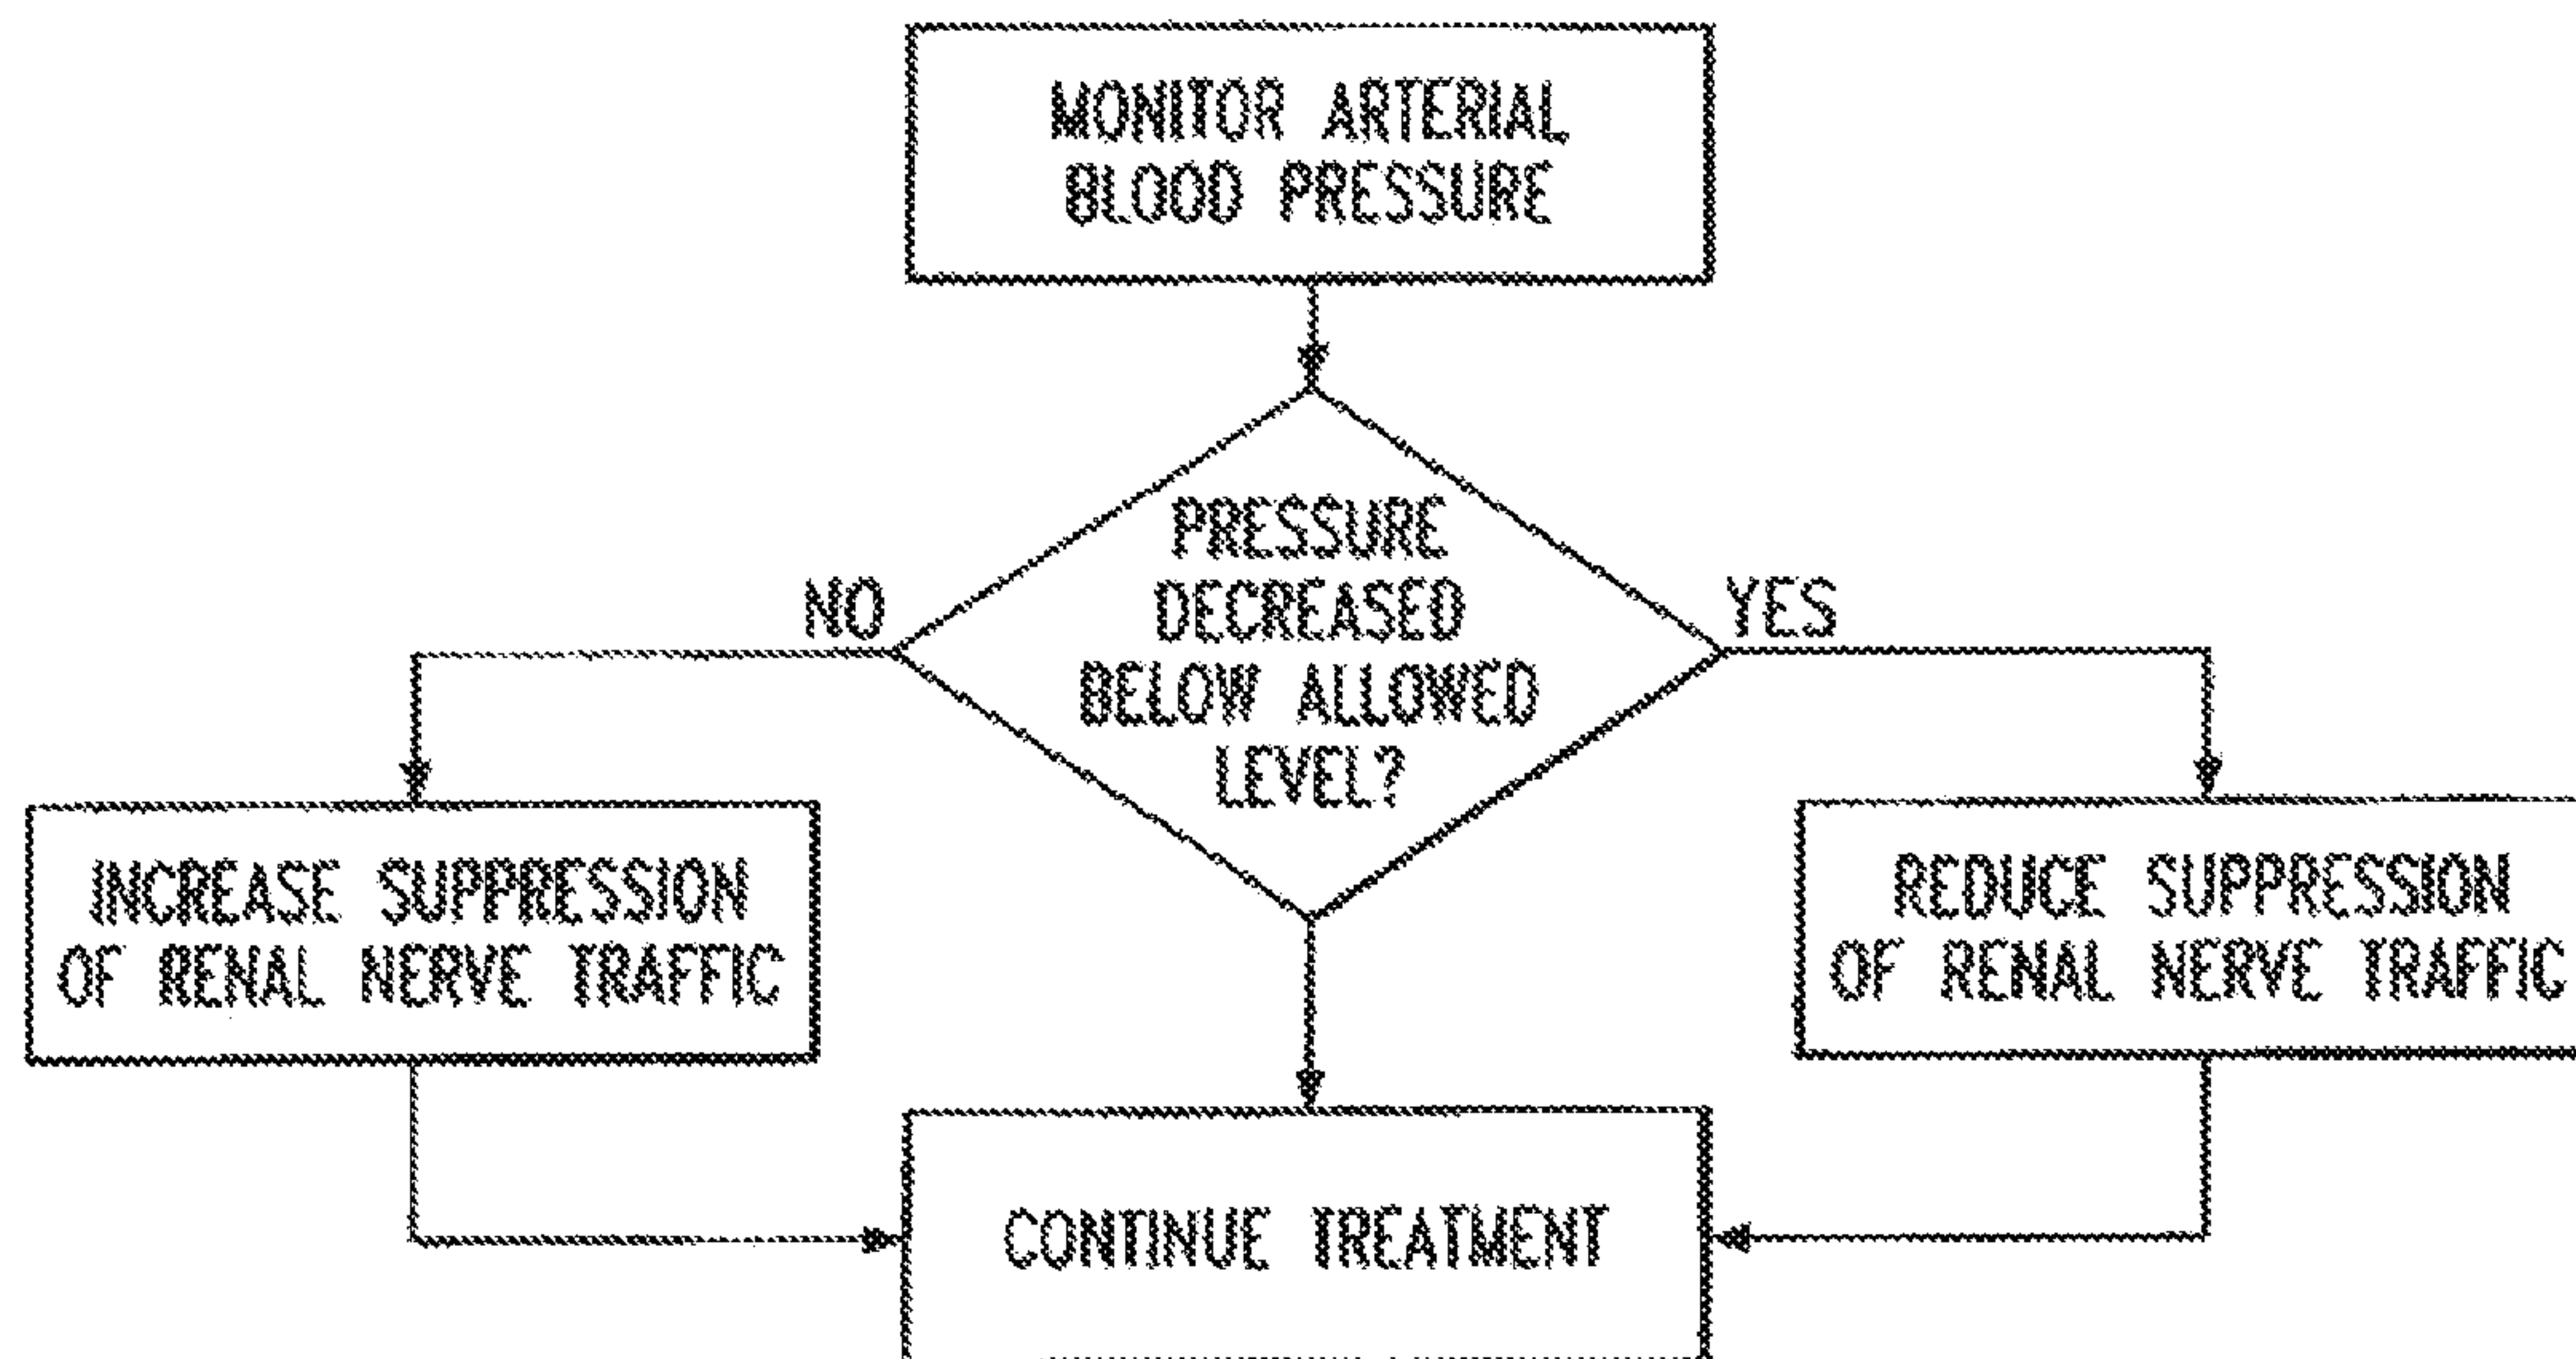 MONITOR ARTERIAL
BLOOD PRESSURE
PRESSURE
DECREASED
BELOW ALLOWED
LEVEL?
NO
YES
INCREASE SUPPRESSION
OF RENAL NERVE TRAFFIC
REDUCE SUPPRESSION
OF RENAL NERVE TRAFFIC
CONTINUE TREATMENT